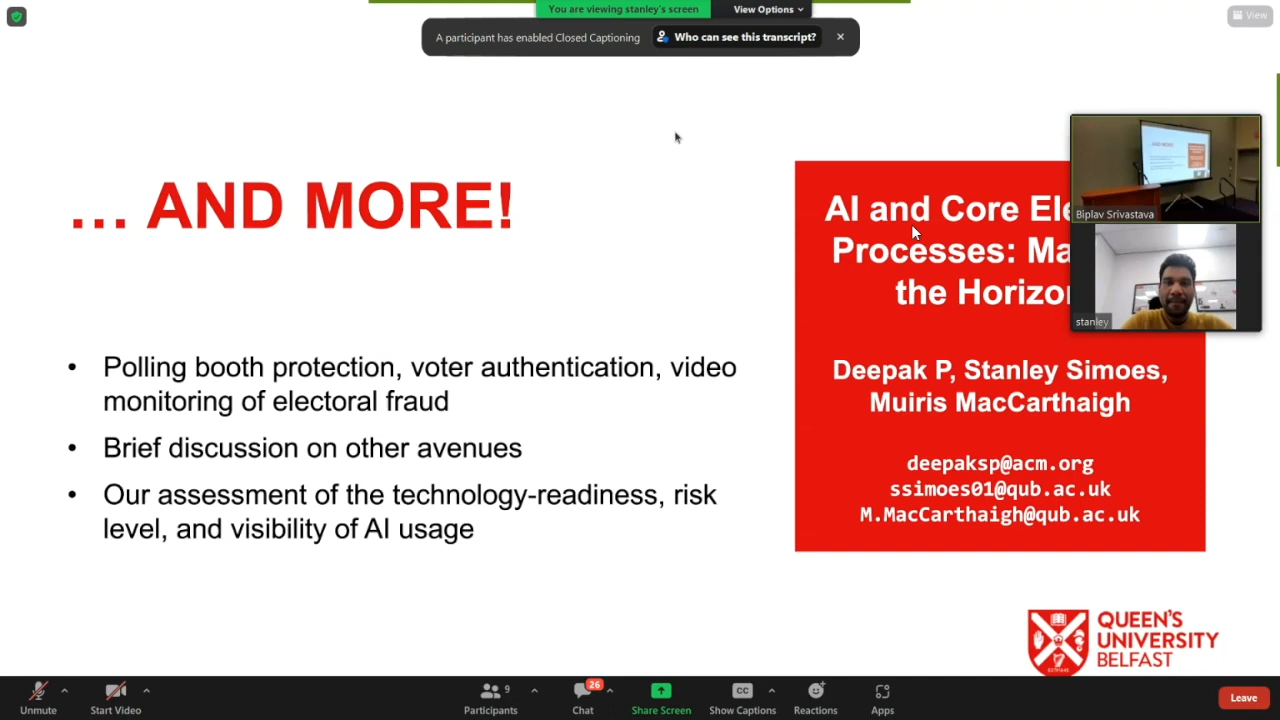 You are viewing stanley's screen
View Options
View
A participant has enabled Closed Captioning
Who can see this transcript?
... AND MORE!
Polling booth protection, voter authentication, video
monitoring of electoral fraud
Brief discussion on other avenues
Our assessment of the technology-readiness, risk
level, and visibility of AI usage
AI and Core Ele
Processes: Ma
the Horizo
Deepak P, Stanley Simoes,
Muiris MacCarthaigh
deepaksp@acm.org
ssimoes01@qub.ac.uk
M.MacCarthaigh@qub.ac.uk
AND MORE!
Biplav Srivastava
stanley
QUEEN'S
UNIVERSITY
BELFAST
Unmute
Start Video
9
Participants
26
Chat
Share Screen
CC
Show Captions
Reactions
Apps
Leave